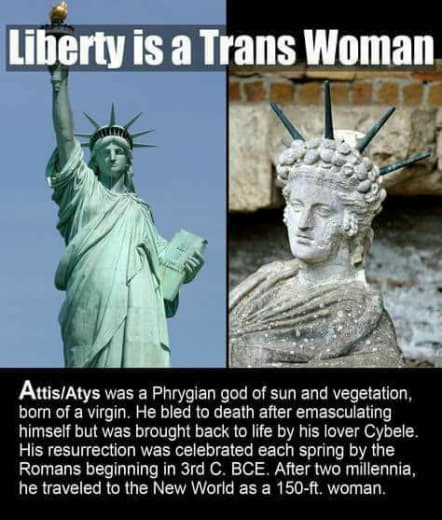 Liberty is a Trans Woman
Attis/Atys was a Phrygian god of sun and vegetation,
born of a virgin. He bled to death after emasculating
himself but was brought back to life by his lover Cybele.
His resurrection was celebrated each spring by the
Romans beginning in 3rd C. BCE. After two millennia,
he traveled to the New World as a 150-ft. woman.